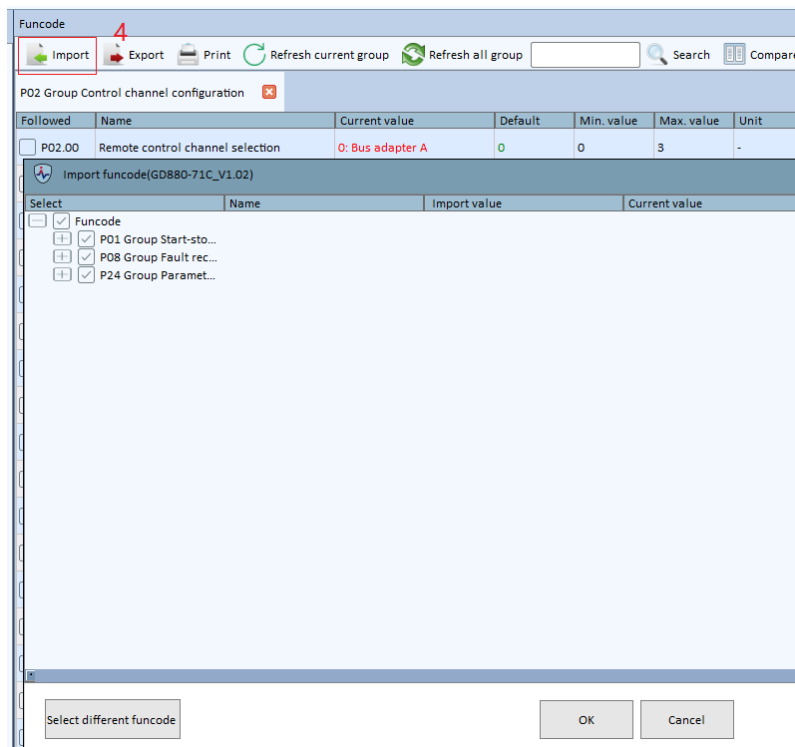 Funcode
4
Import Export Print Refresh current group Refresh all group Search Compare
P02 Group Control channel configuration
Followed Name Current value Default Min. value Max. value Unit
P02.00 Remote control channel selection 0: Bus adapter A 0 0 3 -
Import funcode(GD880-71C_V1.02)
Select Name Import value Current value
Funcode
P01 Group Start-sto...
P08 Group Fault rec...
P24 Group Paramet...
Select different funcode OK Cancel